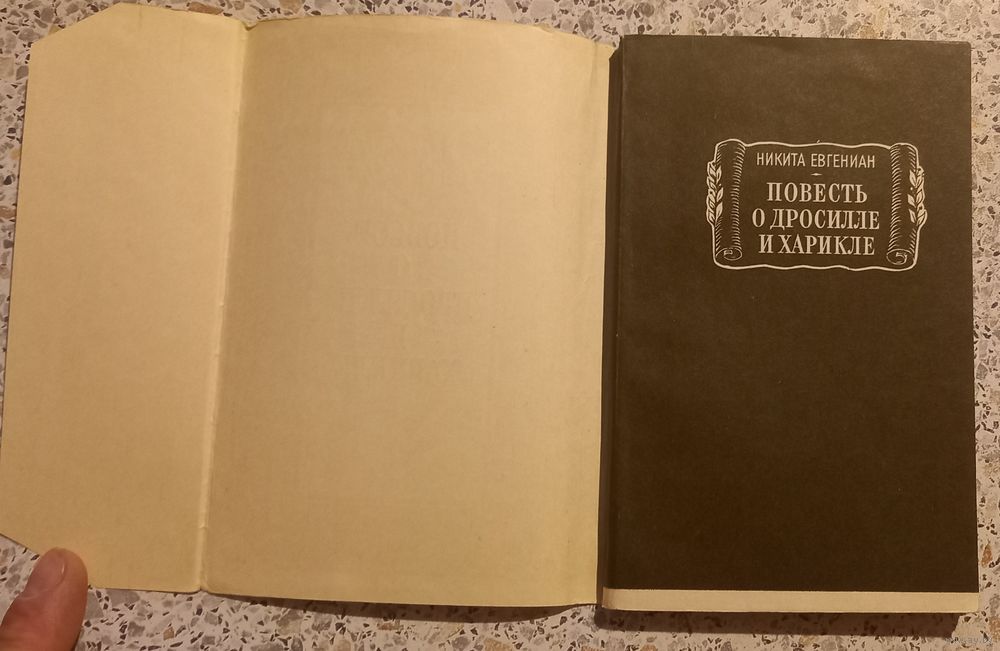 НИКИТА ЕВГЕНИАН
ПОВЕСТЬ
О ДРОСИЛЛЕ
И ХАРИКЛЕ